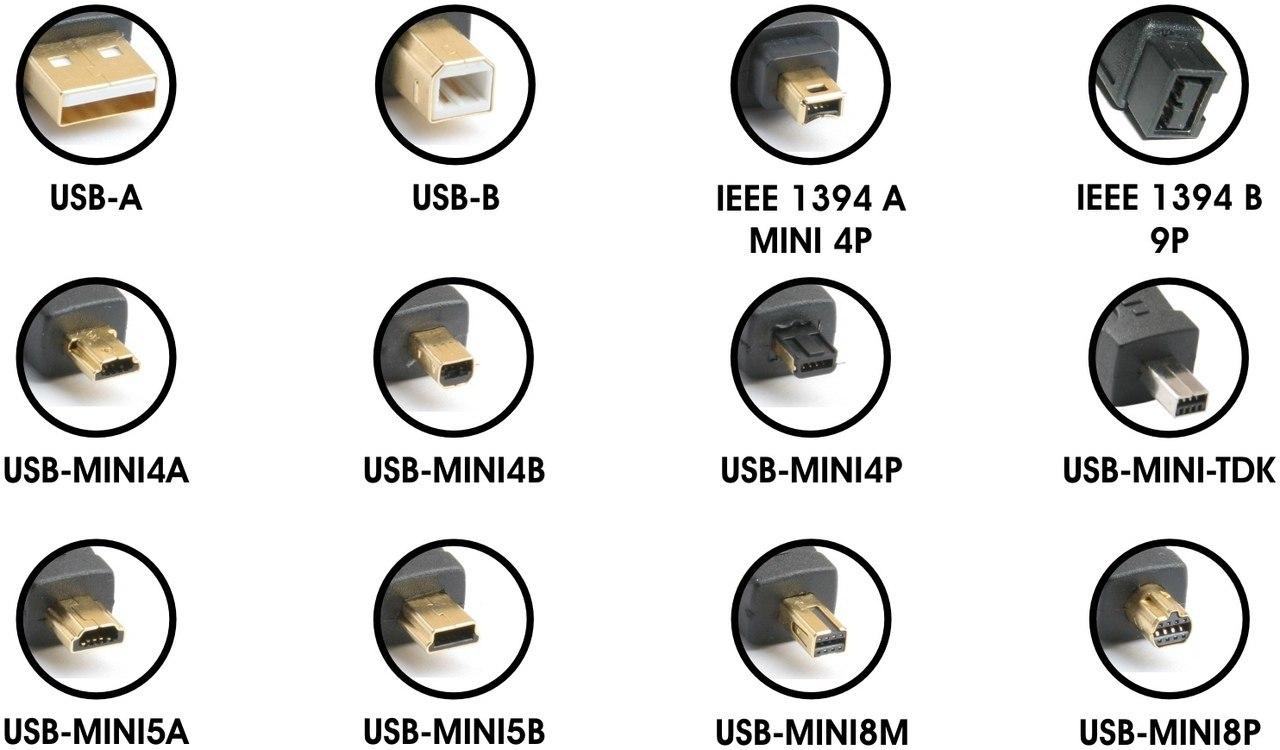 USB-A
USB-B
IEEE 1394 A
MINI 4P
IEEE 1394 B
9P
USB-MINI4A
USB-MINI4B
USB-MINI4P
USB-MINI-TDK
USB-MINI5A
USB-MINI5B
USB-MINI8M
USB-MINI8P